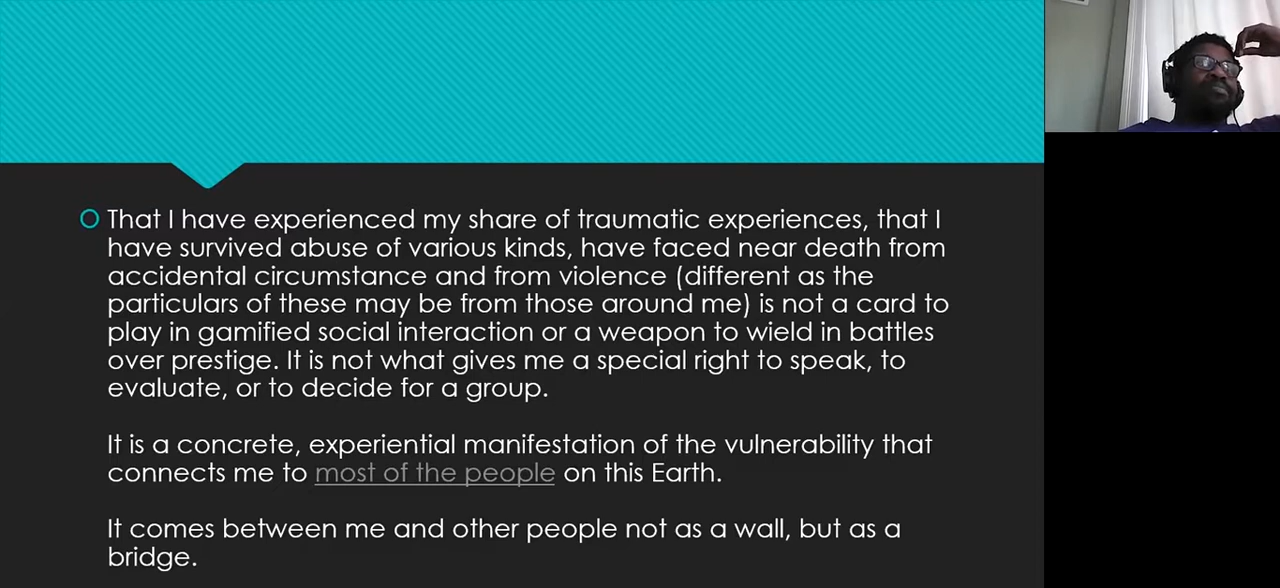 That I have experienced my share of traumatic experiences, that I
have survived abuse of various kinds, have faced near death from
accidental circumstance and from violence (different as the
particulars of these may be from those around me) is not a card to
play in gamified social interaction or a weapon to wield in battles
over prestige. It is not what gives me a special right to speak, to
evaluate, or to decide for a group.
It is a concrete, experiential manifestation of the vulnerability that
connects me to most of the people on this Earth.
It comes between me and other people not as a wall, but as a
bridge.